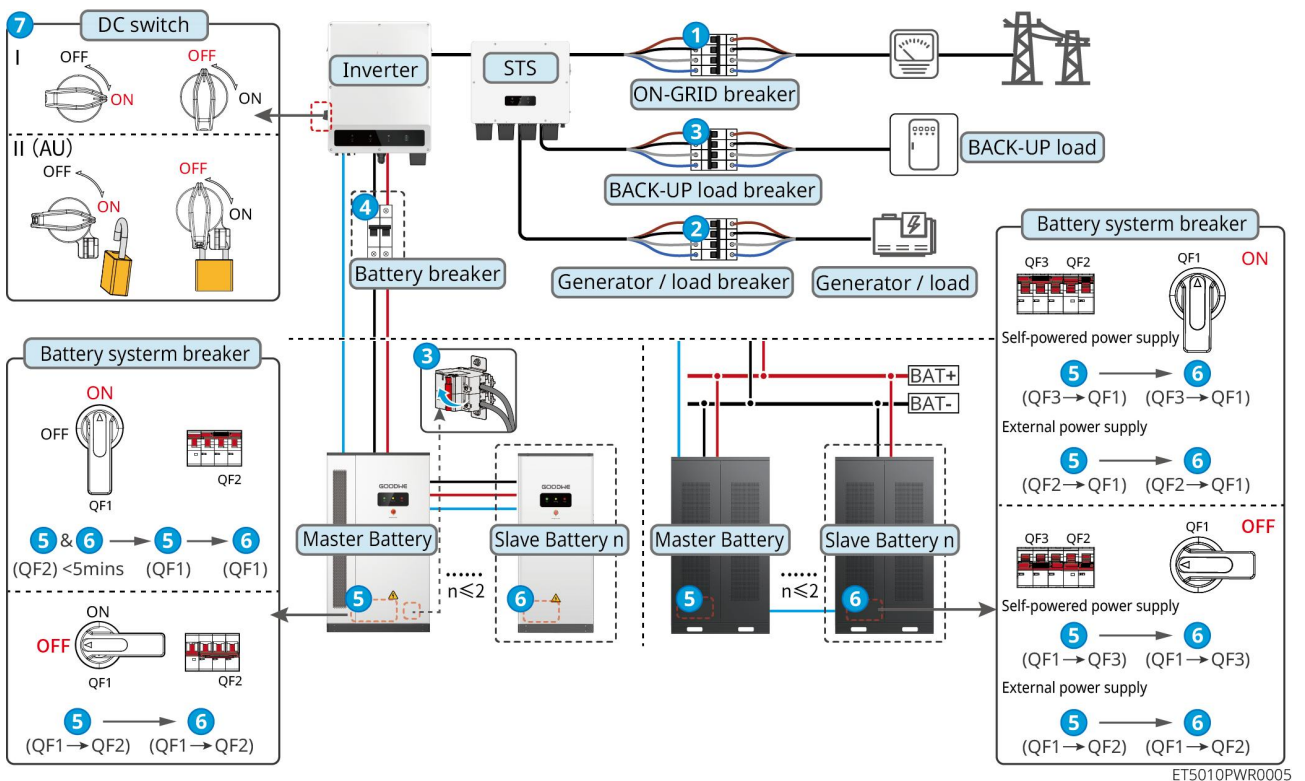 7
DC switch
I
OFF
ON
OFF
ON
II (AU)
OFF
ON
OFF
ON
Inverter
STS
1
ON-GRID breaker
3
BACK-UP load breaker
BACK-UP load
2
Generator / load breaker
Generator / load
4
Battery breaker
Battery systerm breaker
ON
OFF
QF1
QF2
5 & 6 → 5 → 6
(QF2) <5mins (QF1) (QF1)
ON
OFF
QF1
QF2
5 → 6
(QF1→QF2) (QF1→QF2)
3
GOODWE
Master Battery
5
GOODWE
Slave Battery n
n≤2
6
BAT+
BAT-
Master Battery
5
Slave Battery n
n≤2
6
Battery systerm breaker
QF3 QF2
QF1
ON
Self-powered power supply
5 → 6
(QF3→QF1) (QF3→QF1)
External power supply
5 → 6
(QF2→QF1) (QF2→QF1)
QF3 QF2
QF1
OFF
Self-powered power supply
5 → 6
(QF1→QF3) (QF1→QF3)
External power supply
5 → 6
(QF1→QF2) (QF1→QF2)
ET5010PWR0005